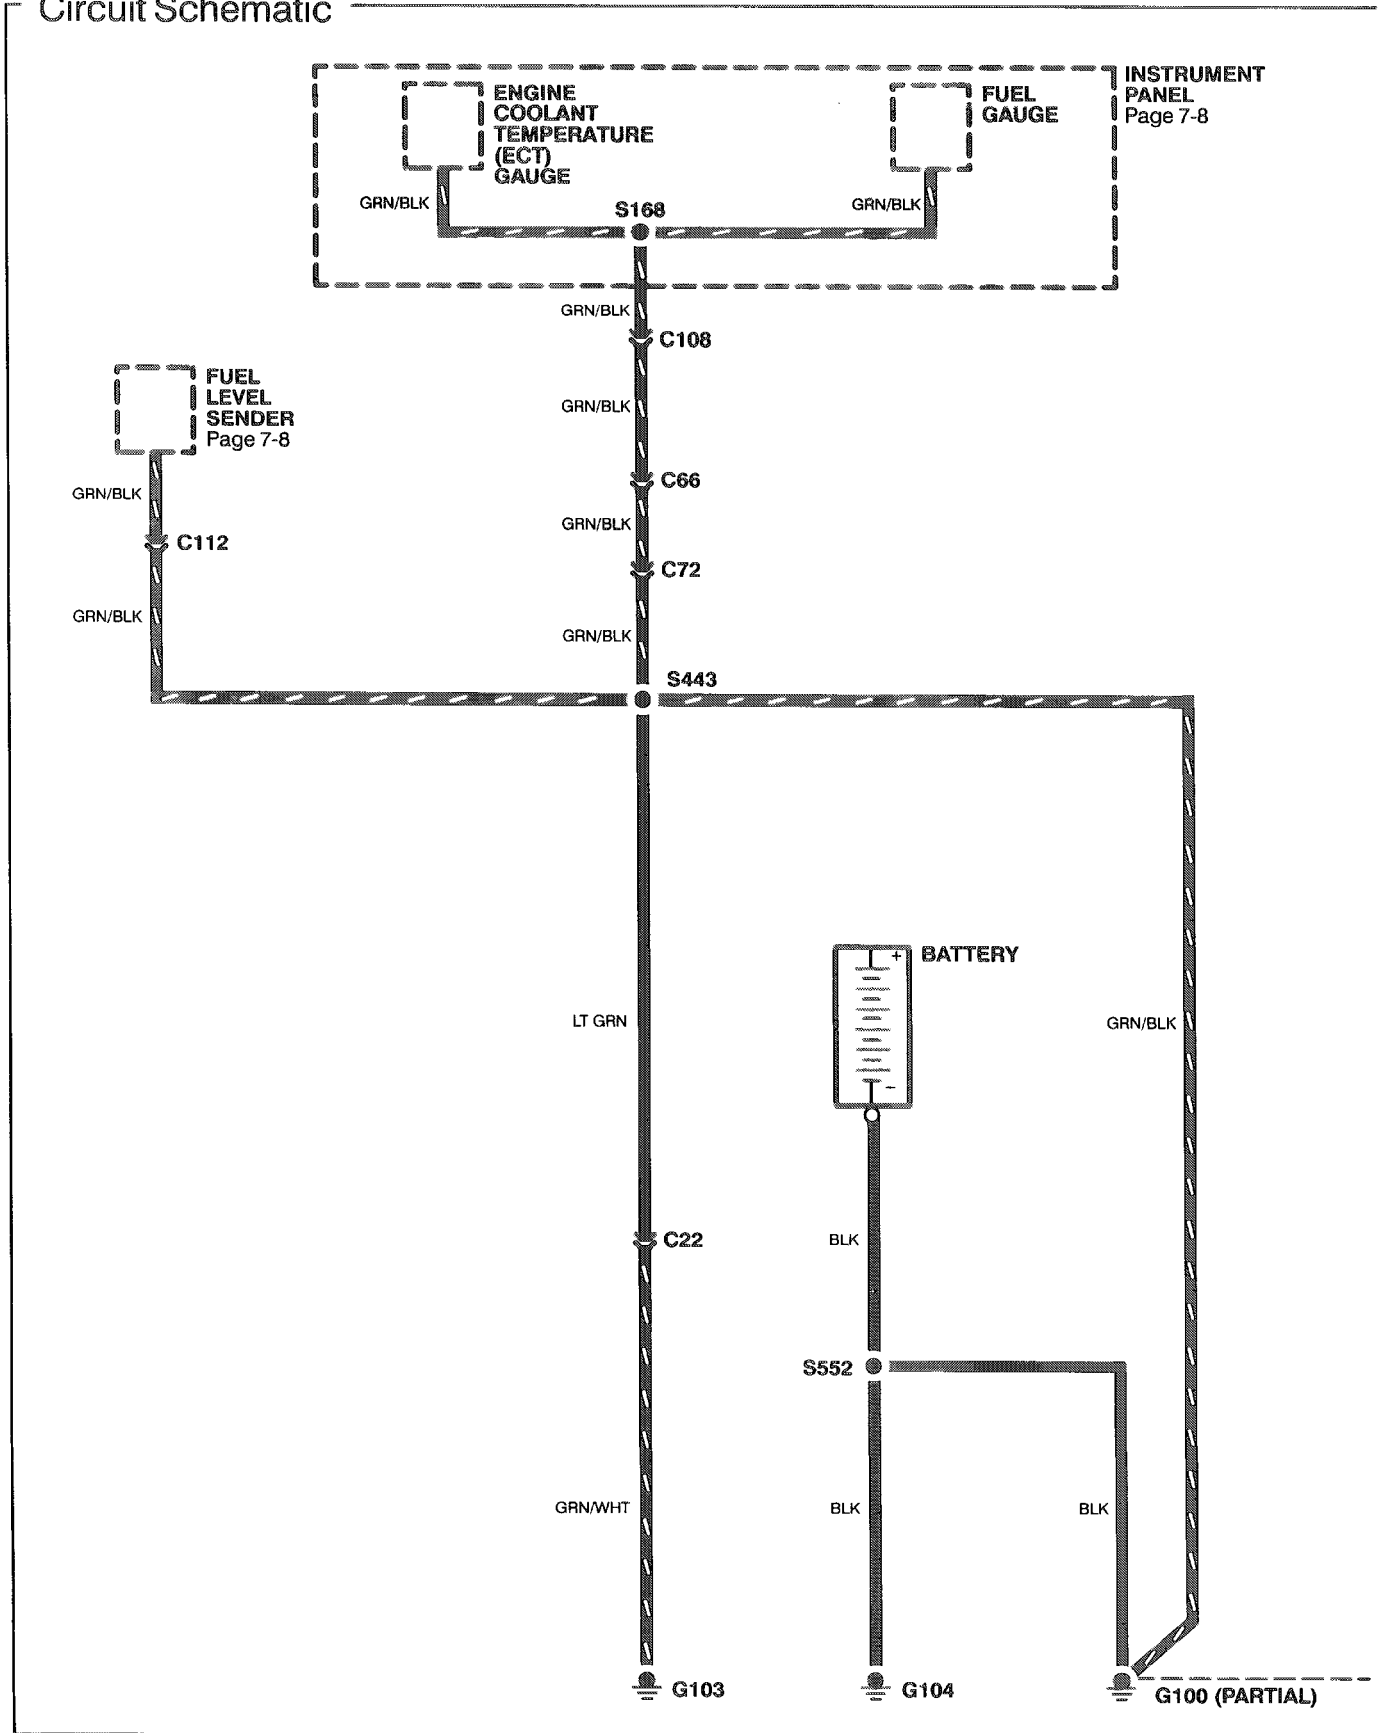 Circuit Schematic
INSTRUMENT
PANEL
Page 7-8
ENGINE
COOLANT
TEMPERATURE
(ECT)
GAUGE
FUEL
GAUGE
GRN/BLK
S168
GRN/BLK
GRN/BLK
C108
FUEL
LEVEL
SENDER
Page 7-8
GRN/BLK
C66
GRN/BLK
GRN/BLK
C112
C72
GRN/BLK
GRN/BLK
S443
BATTERY
+
LT GRN
GRN/BLK
−
BLK
C22
S552
GRN/WHT
BLK
BLK
G103
G104
G100 (PARTIAL)